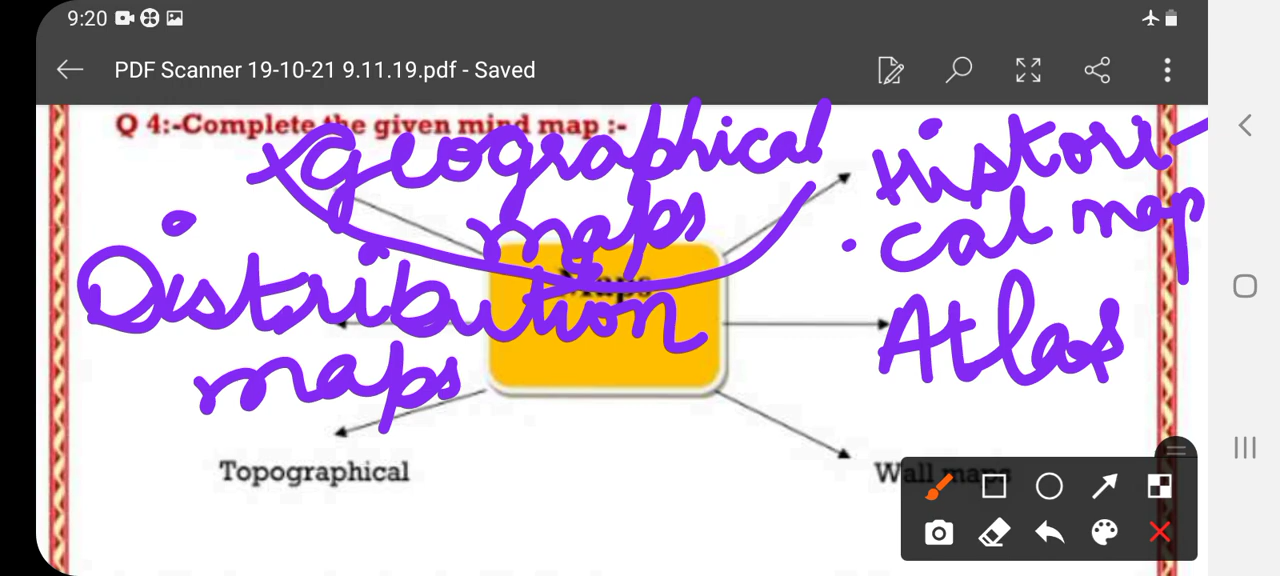 9:20
PDF Scanner 19-10-21 9.11.19.pdf - Saved
Q 4:-Complete the given mind map :-
geographical
maps
Histori-
cal map
Distribution
maps
Maps
Atlas
Topographical
Wall maps